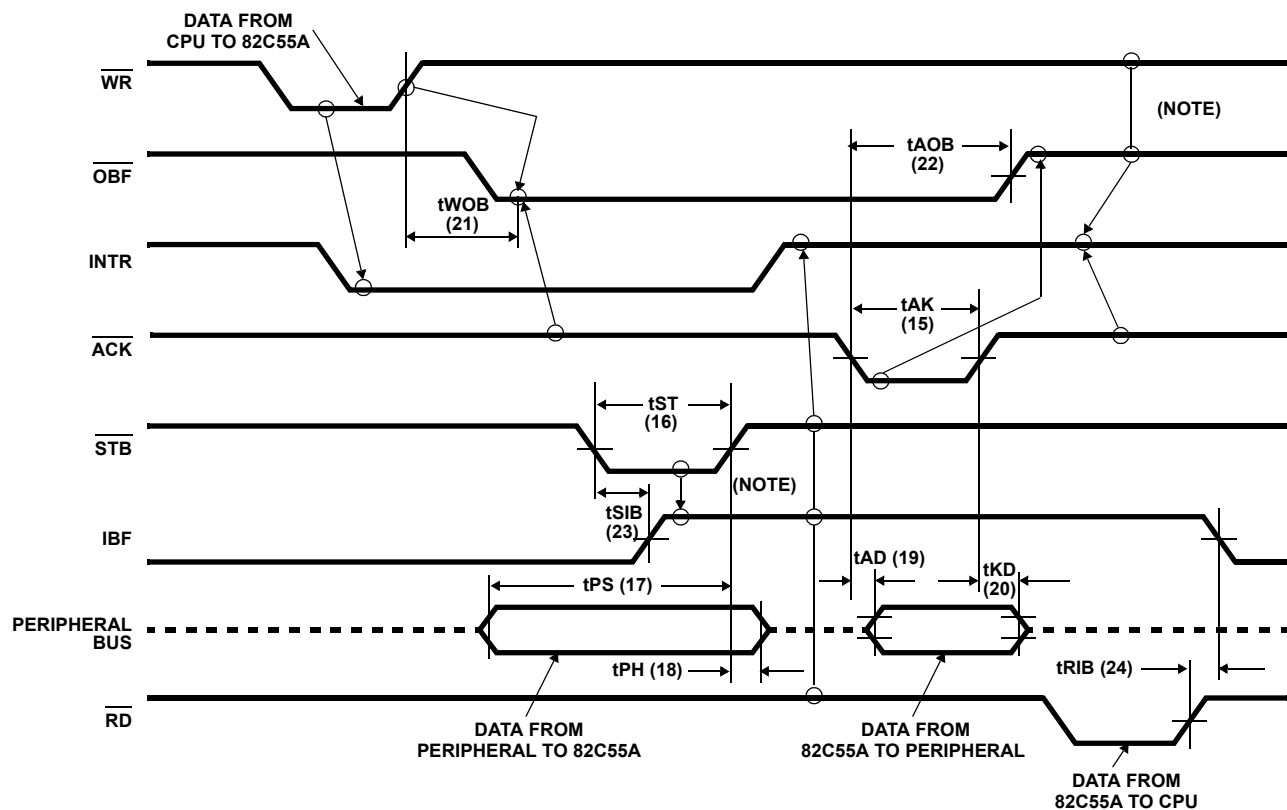 DATA FROM
CPU TO 82C55A
WR
(NOTE)
tAOB
(22)
OBF
tWOB
(21)
INTR
tAK
(15)
ACK
tST
(16)
STB
(NOTE)
tSIB
(23)
IBF
tAD (19)
tKD
(20)
tPS (17)
PERIPHERAL
BUS
tPH (18)
tRIB (24)
RD
DATA FROM
PERIPHERAL TO 82C55A
DATA FROM
82C55A TO PERIPHERAL
DATA FROM
82C55A TO CPU